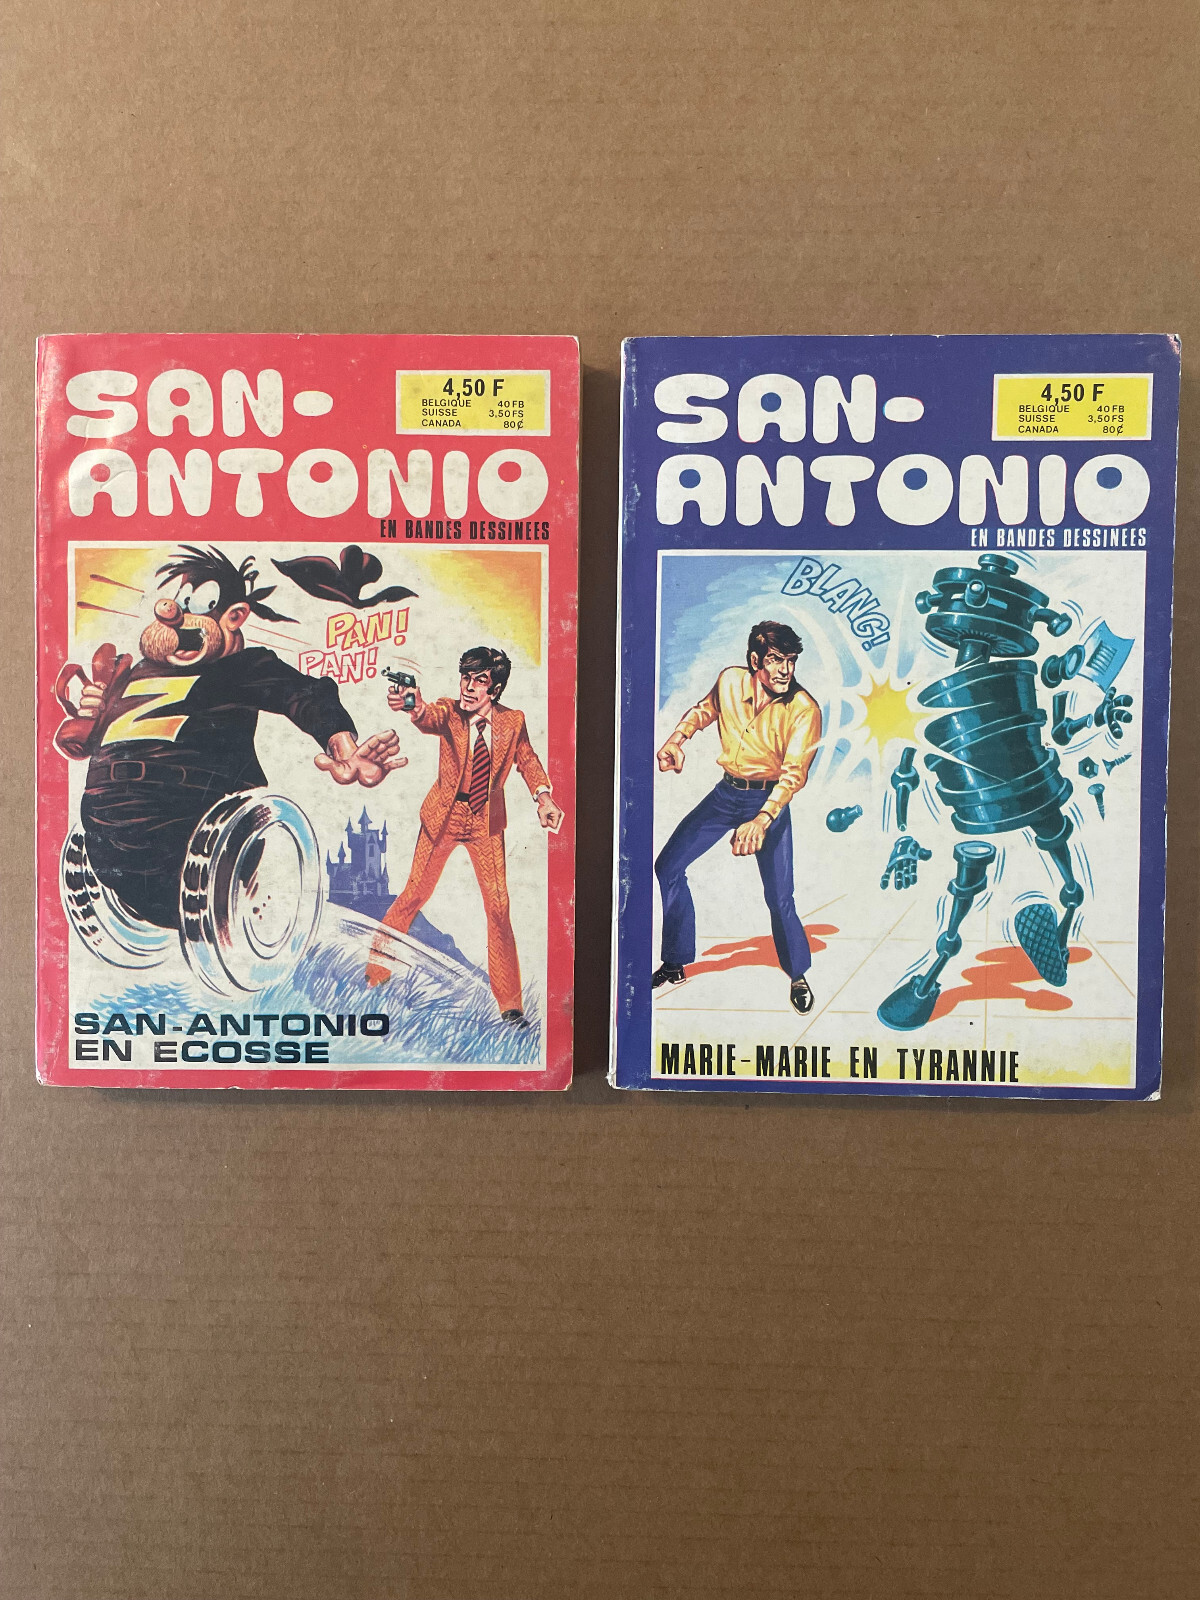 SAN-
ANTONIO
EN BANDES DESSINEES
4,50 F
BELGIQUE 40 FB
SUISSE 3,50 FS
CANADA 80¢
PAN!
PAN!
Z
SAN-ANTONIO
EN ECOSSE
SAN-
ANTONIO
EN BANDES DESSINEES
4,50 F
BELGIQUE 40 FB
SUISSE 3,50 FS
CANADA 80¢
BLANG!
MARIE-MARIE EN TYRANNIE